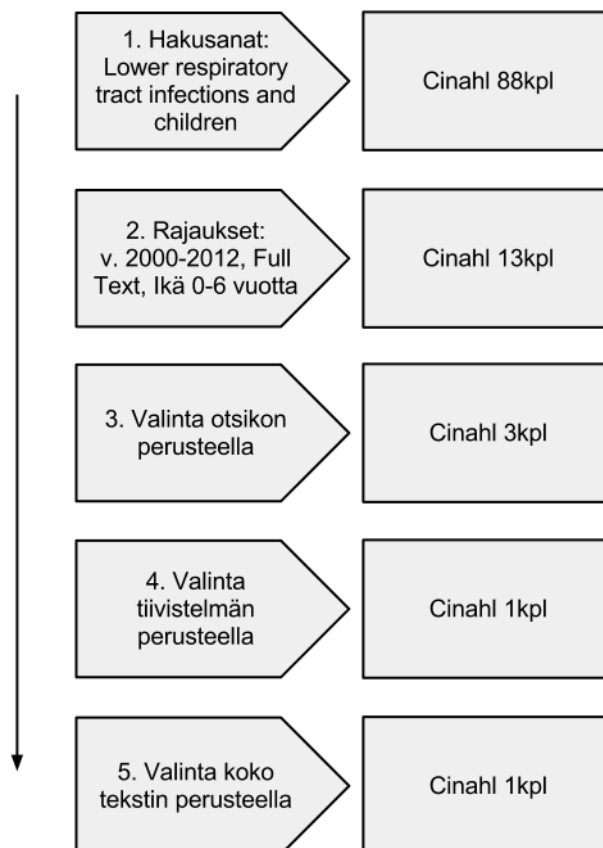 1. Hakusanat:
Lower respiratory
tract infections and
children
Cinahl 88kpl
2. Rajaukset:
v. 2000-2012, Full
Text, Ikä 0-6 vuotta
Cinahl 13kpl
3. Valinta otsikon
perusteella
Cinahl 3kpl
4. Valinta
tiivistelmän
perusteella
Cinahl 1kpl
5. Valinta koko
tekstin perusteella
Cinahl 1kpl